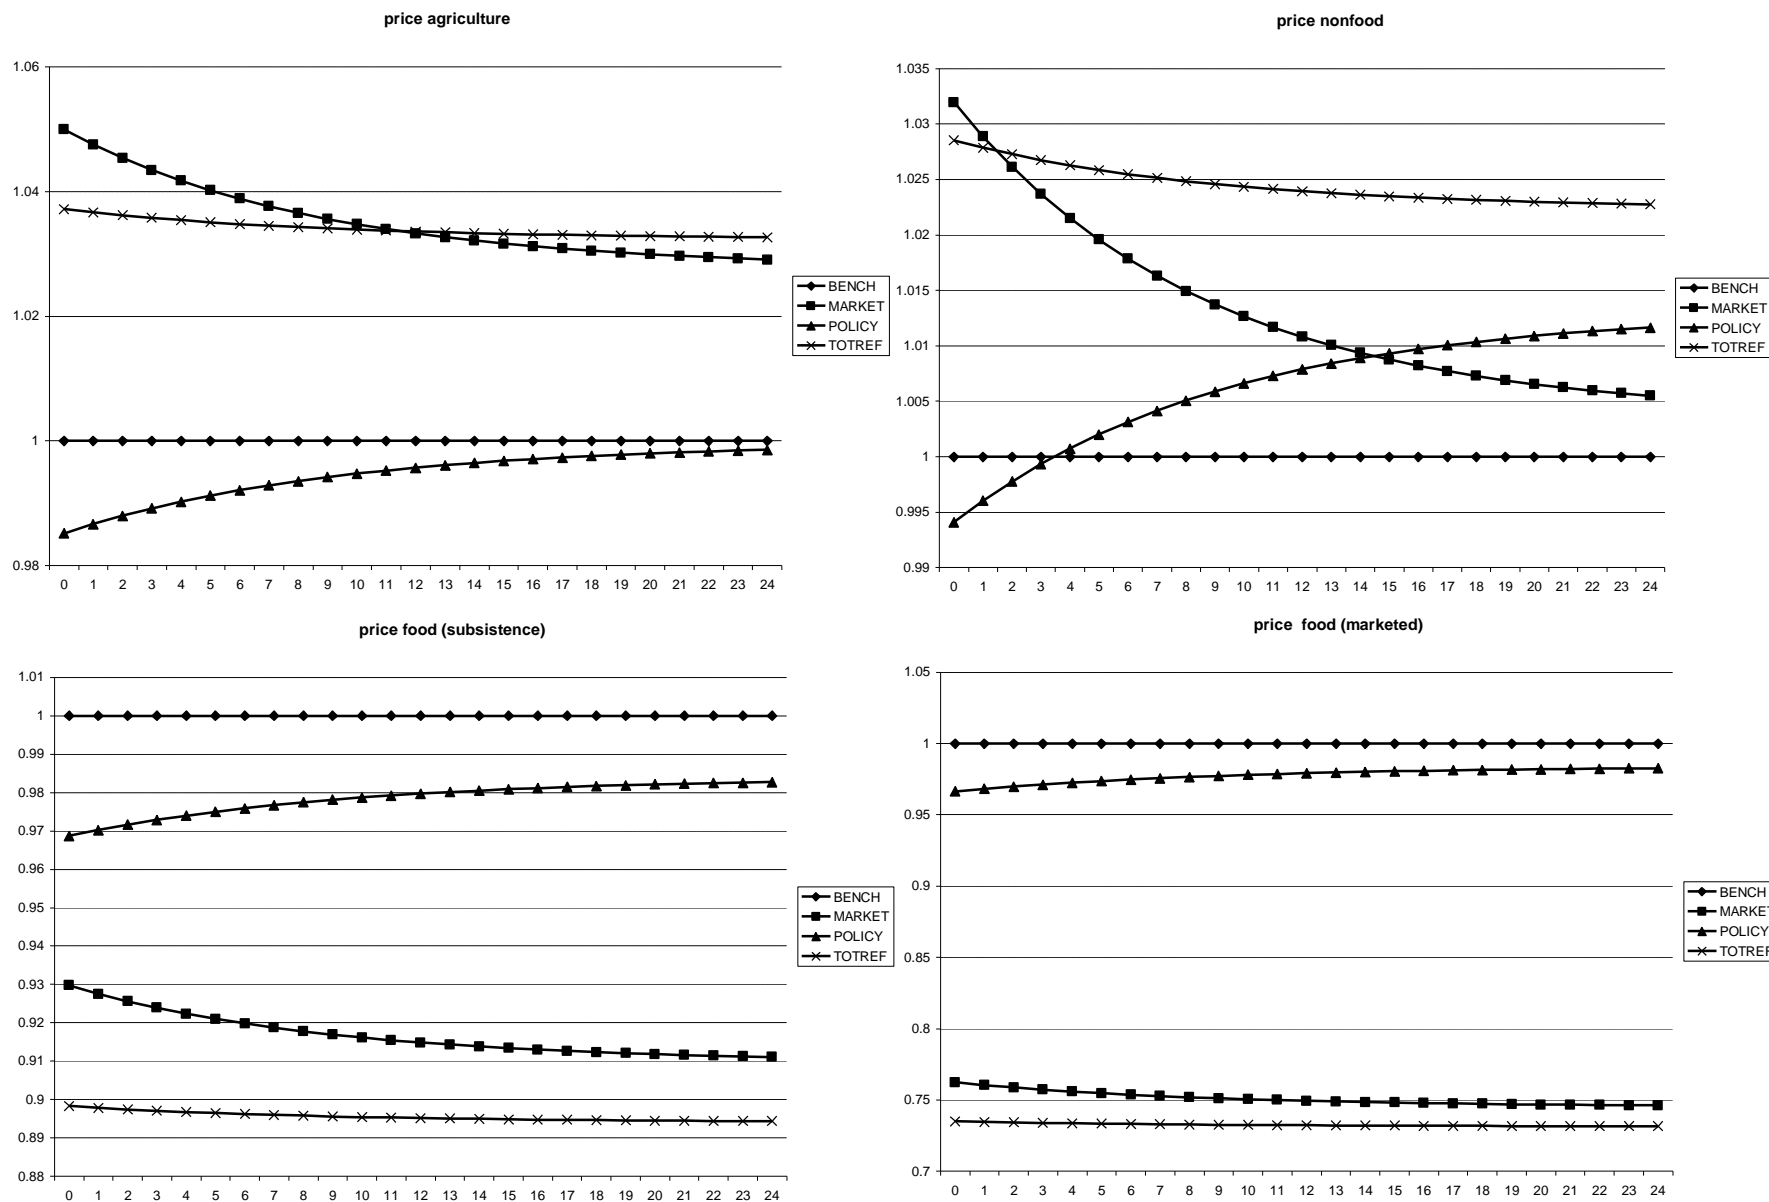 price agriculture
1.06
1.04
1.02
1
0.98
0 1 2 3 4 5 6 7 8 9 10 11 12 13 14 15 16 17 18 19 20 21 22 23 24
BENCH
MARKET
POLICY
TOTREF
price nonfood
1.035
1.03
1.025
1.02
1.015
1.01
1.005
1
0.995
0.99
0 1 2 3 4 5 6 7 8 9 10 11 12 13 14 15 16 17 18 19 20 21 22 23 24
BENCH
MARKET
POLICY
TOTREF
price food (subsistence)
1.01
1
0.99
0.98
0.97
0.96
0.95
0.94
0.93
0.92
0.91
0.9
0.89
0.88
0 1 2 3 4 5 6 7 8 9 10 11 12 13 14 15 16 17 18 19 20 21 22 23 24
BENCH
MARKET
POLICY
TOTREF
price food (marketed)
1.05
1
0.95
0.9
0.85
0.8
0.75
0.7
0 1 2 3 4 5 6 7 8 9 10 11 12 13 14 15 16 17 18 19 20 21 22 23 24
BENCH
MARKET
POLICY
TOTREF